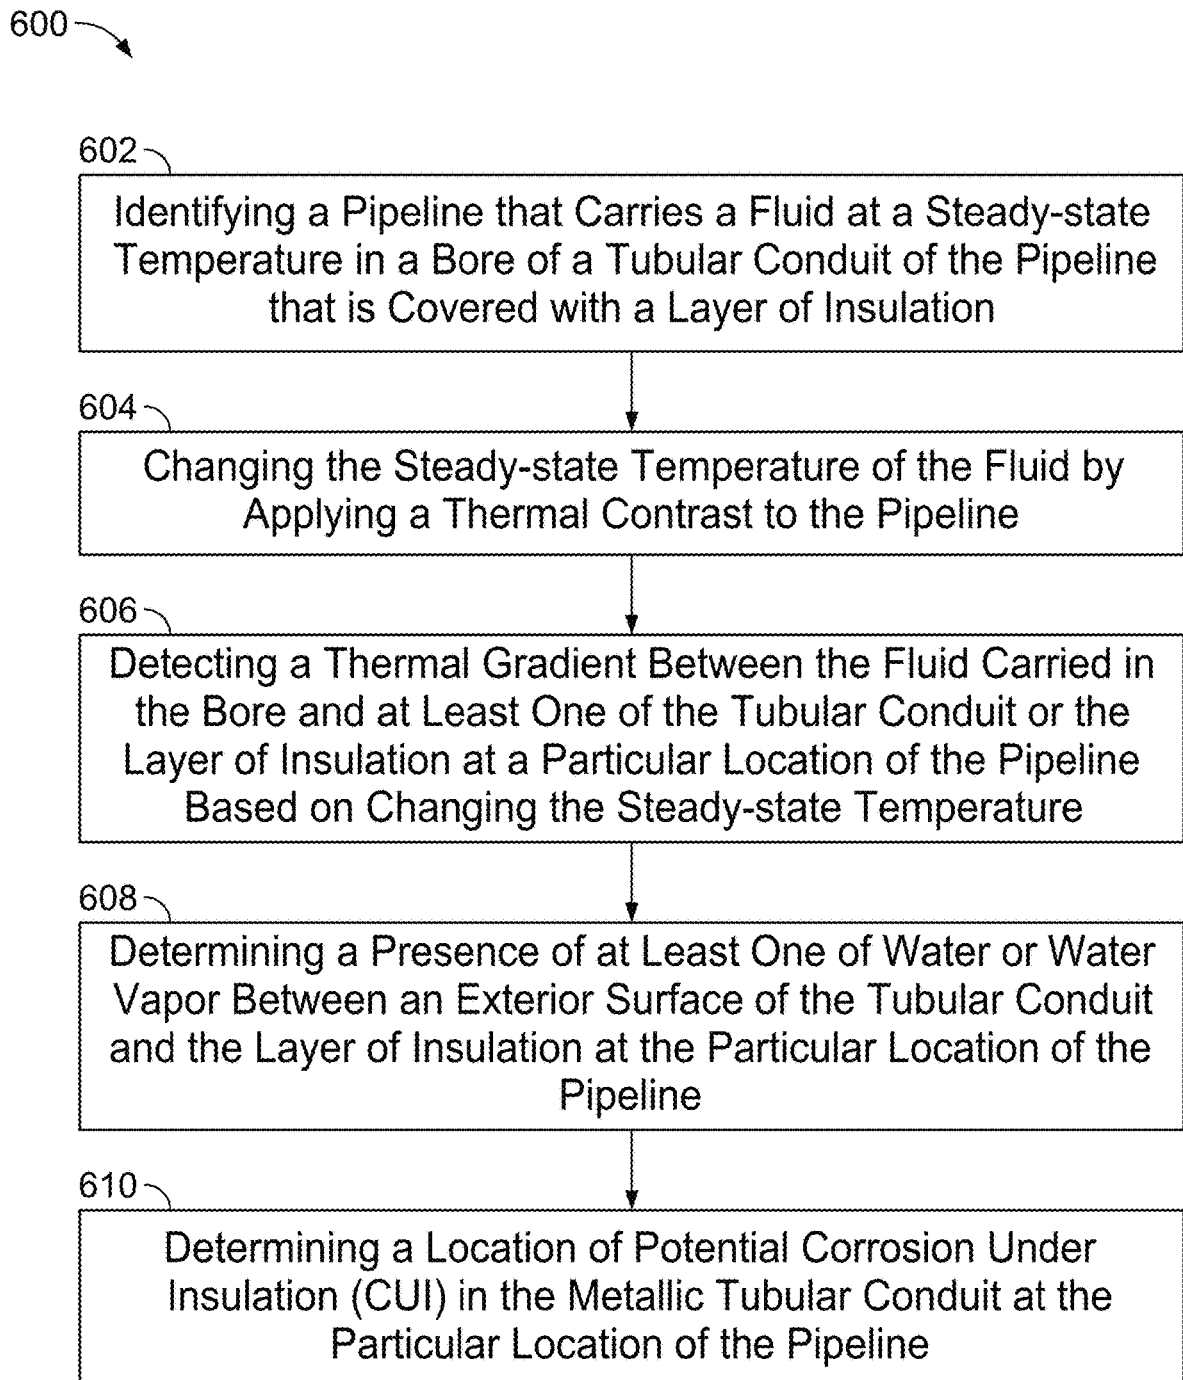 600
602
Identifying a Pipeline that Carries a Fluid at a Steady-state
Temperature in a Bore of a Tubular Conduit of the Pipeline
that is Covered with a Layer of Insulation
604
Changing the Steady-state Temperature of the Fluid by
Applying a Thermal Contrast to the Pipeline
606
Detecting a Thermal Gradient Between the Fluid Carried in
the Bore and at Least One of the Tubular Conduit or the
Layer of Insulation at a Particular Location of the Pipeline
Based on Changing the Steady-state Temperature
608
Determining a Presence of at Least One of Water or Water
Vapor Between an Exterior Surface of the Tubular Conduit
and the Layer of Insulation at the Particular Location of the
Pipeline
610
Determining a Location of Potential Corrosion Under
Insulation (CUI) in the Metallic Tubular Conduit at the
Particular Location of the Pipeline